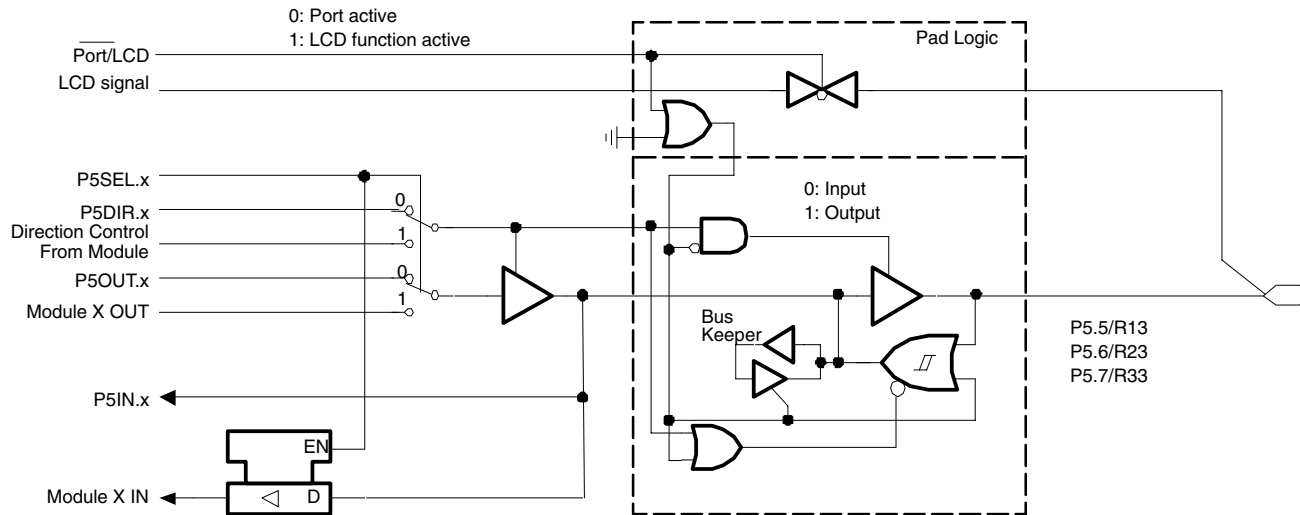 0: Port active
1: LCD function active
Port/LCD
LCD signal
Pad Logic
P5SEL.x
0
P5DIR.x
Direction Control
From Module
1
P5OUT.x
0
Module X OUT
1
0: Input
1: Output
Bus
Keeper
P5.5/R13
P5.6/R23
P5.7/R33
P5IN.x
EN
Module X IN
D